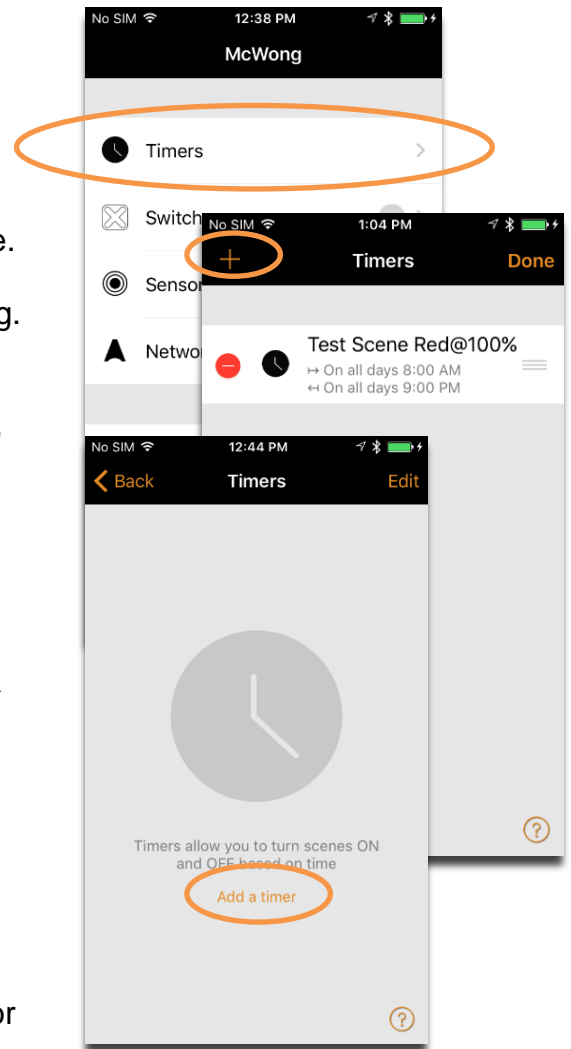 No SIM 12:38 PM
McWong
Timers
Switch
Sensor
Networ
No SIM 1:04 PM
+ Timers Done
Test Scene Red@100%
↦ On all days 8:00 AM
↤ On all days 9:00 PM
No SIM 12:44 PM
Back Timers Edit
Timers allow you to turn scenes ON
and OFF based on time
Add a timer
?
?
e.
g.
or